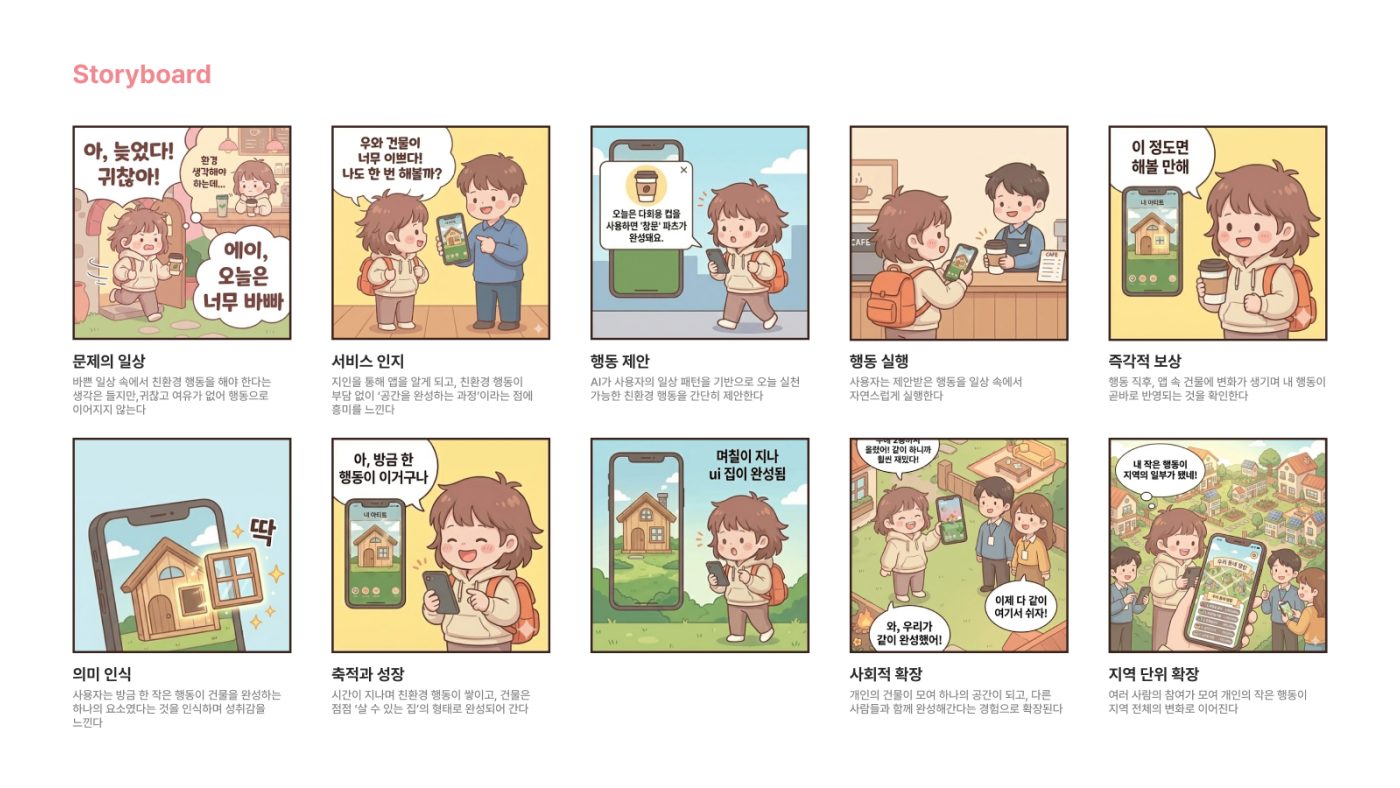 Storyboard
아, 늦었다!
귀찮아!
환경
생각해야
하는데...
에이,
오늘은
너무 바빠
문제의 일상
바쁜 일상 속에서 친환경 행동을 해야 한다는
생각은 들지만,귀찮고 여유가 없어 행동으로
이어지지 않는다
우와 건물이
너무 이쁘다!
나도 한 번 해볼까?
서비스 인지
지인을 통해 앱을 알게 되고, 친환경 행동이
부담 없이 ‘공간을 완성하는 과정’이라는 점에
흥미를 느낀다
오늘은 다회용 컵을
사용하면 '창문' 파츠가
완성돼요.
행동 제안
AI가 사용자의 일상 패턴을 기반으로 오늘 실천
가능한 친환경 행동을 간단히 제안한다
CAFE
CAFE
행동 실행
사용자는 제안받은 행동을 일상 속에서
자연스럽게 실행한다
이 정도면
해볼 만해
내 아티트
즉각적 보상
행동 직후, 앱 속 건물에 변화가 생기며 내 행동이
곧바로 반영되는 것을 확인한다
딱
의미 인식
사용자는 방금 한 작은 행동이 건물을 완성하는
하나의 요소였다는 것을 인식하며 성취감을
느낀다
아, 방금 한
행동이 이거구나
내 아티트
축적과 성장
시간이 지나며 친환경 행동이 쌓이고, 건물은
점점 ‘살 수 있는 집’의 형태로 완성되어 간다
며칠이 지나
ui 집이 완성됨
올랐어! 같이 하니까
훨씬 재밌다!
이제 다 같이
여기서 쉬자!
와, 우리가
같이 완성했어!
사회적 확장
개인의 건물이 모여 하나의 공간이 되고, 다른
사람들과 함께 완성해간다는 경험으로 확장된다
내 작은 행동이
지역의 일부가 됐네!
지역 단위 확장
여러 사람의 참여가 모여 개인의 작은 행동이
지역 전체의 변화로 이어진다